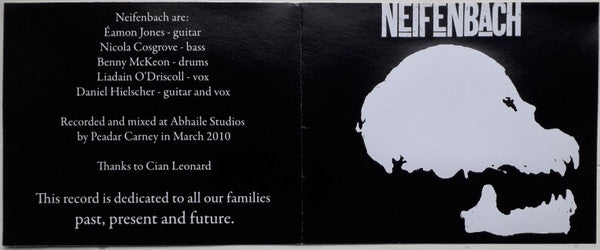 Neifenbach are:
Éamon Jones - guitar
Nicola Cosgrove - bass
Benny McKeon - drums
Liadain O'Driscoll - vox
Daniel Hielscher - guitar and vox
Recorded and mixed at Abhaile Studios
by Peadar Carney in March 2010
Thanks to Cian Leonard
This record is dedicated to all our families
past, present and future.
NEIFENBACH